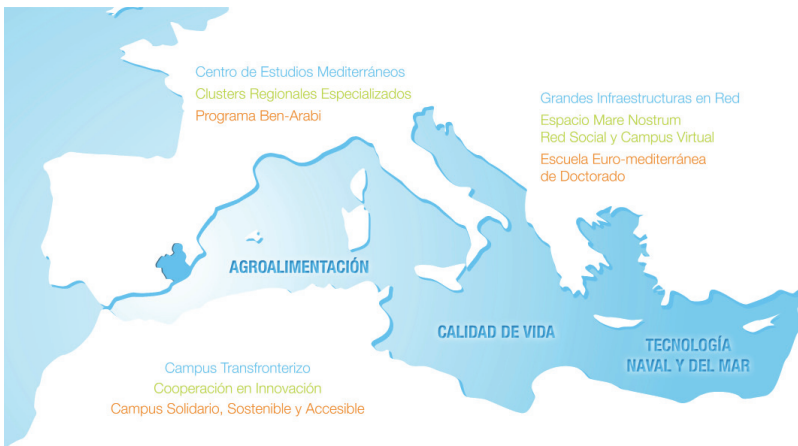 Centro de Estudios Mediterráneos
Clusters Regionales Especializados
Programa Ben-Arabi
Grandes Infraestructuras en Red
Espacio Mare Nostrum
Red Social y Campus Virtual
Escuela Euro-mediterránea
de Doctorado
AGROALIMENTACIÓN
CALIDAD DE VIDA
TECNOLOGÍA
NAVAL Y DEL MAR
Campus Transfronterizo
Cooperación en Innovación
Campus Solidario, Sostenible y Accesible